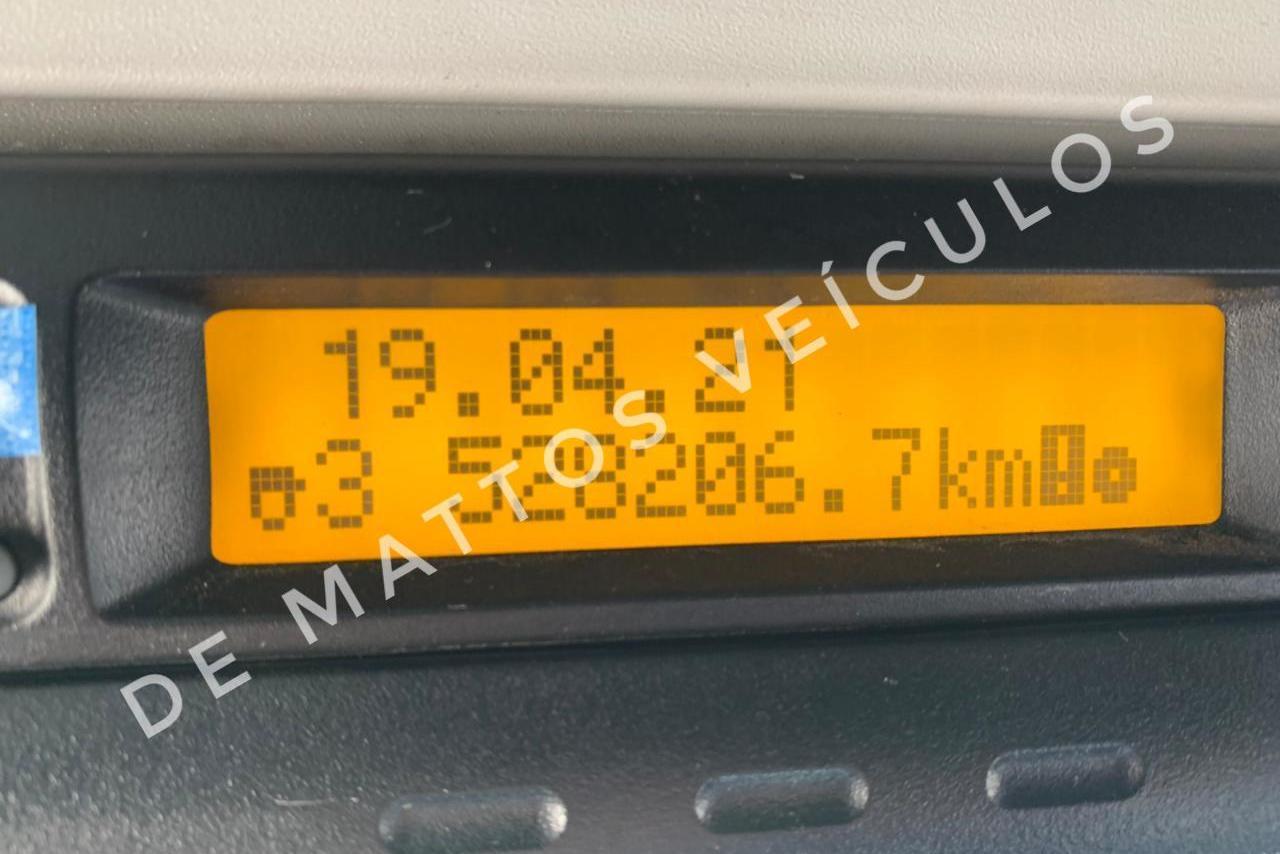 19.04.21
3 528206.7km
DE MATTOS VEÍCULOS